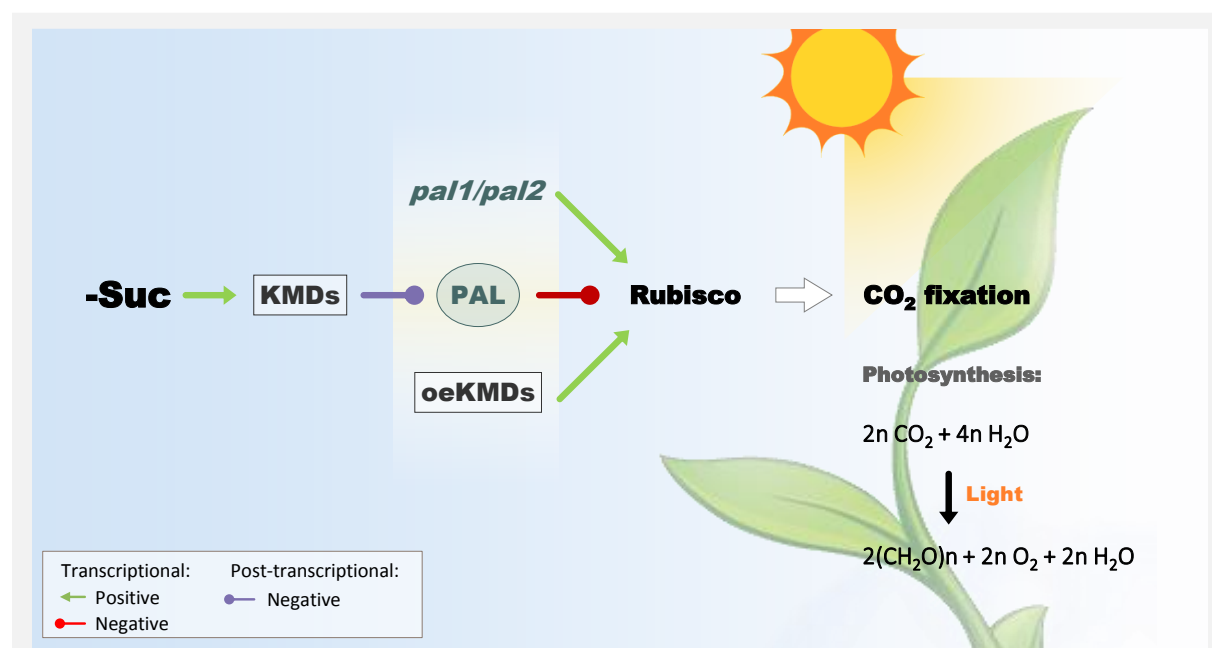 pal1/pal2
-Suc KMDs PAL Rubisco CO₂ fixation
oeKMDs
Photosynthesis:
2n CO₂ + 4n H₂O
Light
2(CH₂O)n + 2n O₂ + 2n H₂O
Transcriptional: Post-transcriptional:
Positive Negative
Negative